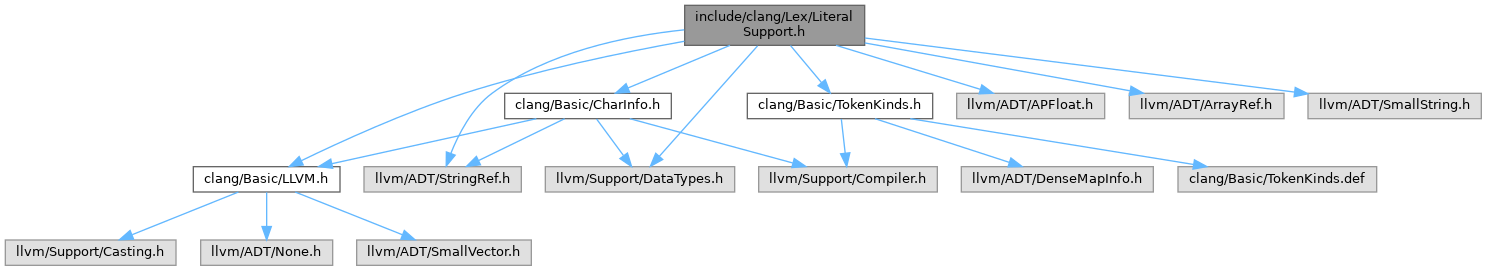 include/clang/Lex/Literal
Support.h
clang/Basic/CharInfo.h
clang/Basic/TokenKinds.h
llvm/ADT/APFloat.h
llvm/ADT/ArrayRef.h
llvm/ADT/SmallString.h
clang/Basic/LLVM.h
llvm/ADT/StringRef.h
llvm/Support/DataTypes.h
llvm/Support/Compiler.h
llvm/ADT/DenseMapInfo.h
clang/Basic/TokenKinds.def
llvm/Support/Casting.h
llvm/ADT/None.h
llvm/ADT/SmallVector.h